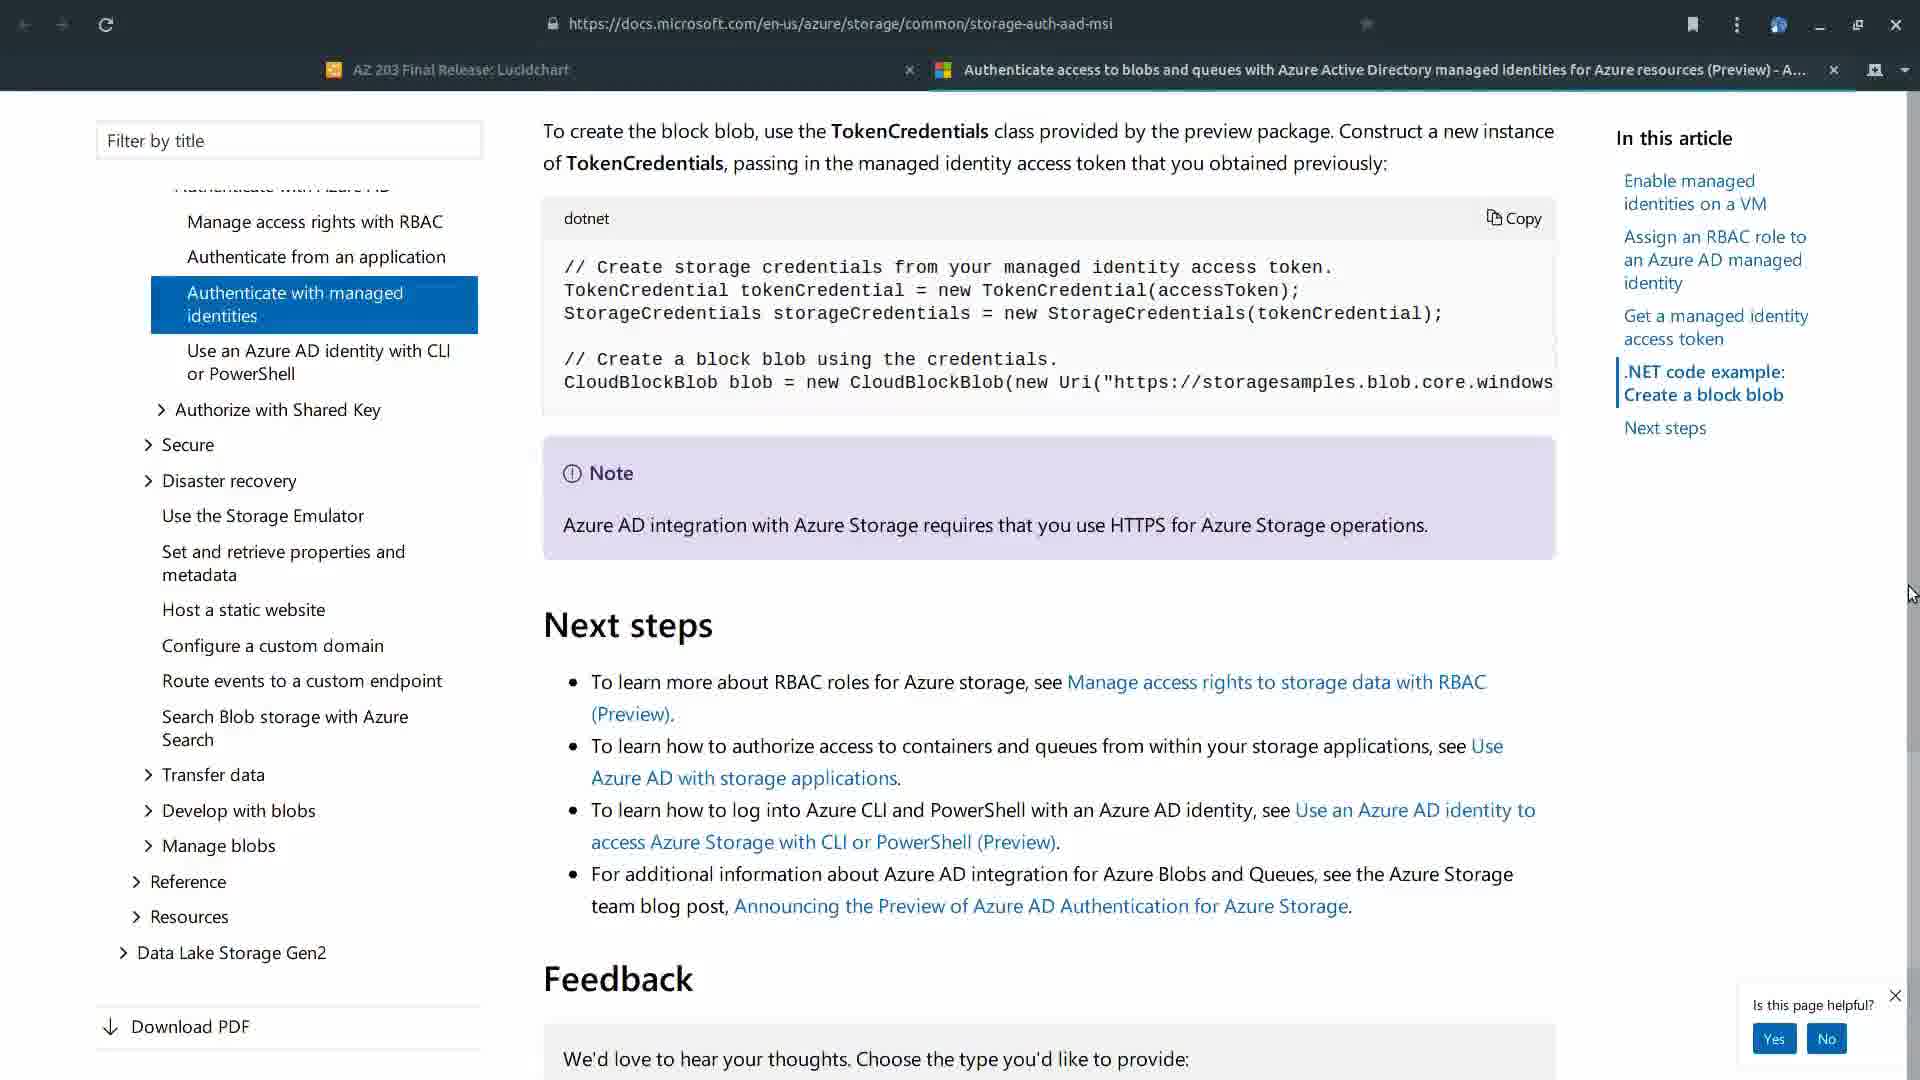 https://docs.microsoft.com/en-us/azure/storage/common/storage-auth-aad-msi
AZ 203 Final Release: Lucidchart
Authenticate access to blobs and queues with Azure Active Directory managed identities for Azure resources (Preview) - A...
Filter by title
Authenticate with Azure AD
Manage access rights with RBAC
Authenticate from an application
Authenticate with managed
identities
Use an Azure AD identity with CLI
or PowerShell
Authorize with Shared Key
Secure
Disaster recovery
Use the Storage Emulator
Set and retrieve properties and
metadata
Host a static website
Configure a custom domain
Route events to a custom endpoint
Search Blob storage with Azure
Search
Transfer data
Develop with blobs
Manage blobs
Reference
Resources
Data Lake Storage Gen2
Download PDF
To create the block blob, use the TokenCredentials class provided by the preview package. Construct a new instance
of TokenCredentials, passing in the managed identity access token that you obtained previously:
dotnet
Copy
// Create storage credentials from your managed identity access token.
TokenCredential tokenCredential = new TokenCredential(accessToken);
StorageCredentials storageCredentials = new StorageCredentials(tokenCredential);
// Create a block blob using the credentials.
CloudBlockBlob blob = new CloudBlockBlob(new Uri("https://storagesamples.blob.core.windows
Note
Azure AD integration with Azure Storage requires that you use HTTPS for Azure Storage operations.
Next steps
To learn more about RBAC roles for Azure storage, see Manage access rights to storage data with RBAC
(Preview).
To learn how to authorize access to containers and queues from within your storage applications, see Use
Azure AD with storage applications.
To learn how to log into Azure CLI and PowerShell with an Azure AD identity, see Use an Azure AD identity to
access Azure Storage with CLI or PowerShell (Preview).
For additional information about Azure AD integration for Azure Blobs and Queues, see the Azure Storage
team blog post, Announcing the Preview of Azure AD Authentication for Azure Storage.
Feedback
We'd love to hear your thoughts. Choose the type you'd like to provide:
In this article
Enable managed
identities on a VM
Assign an RBAC role to
an Azure AD managed
identity
Get a managed identity
access token
.NET code example:
Create a block blob
Next steps
Is this page helpful?
Yes
No